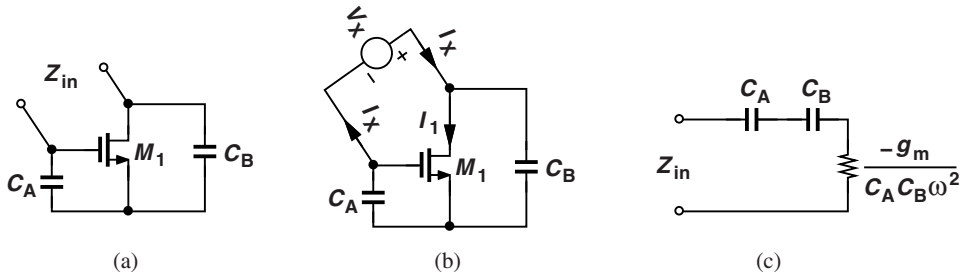 Z_in
C_A
M_1
C_B
(a)
V_X
+
−
I_X
I_X
I_1
C_A
M_1
C_B
(b)
C_A
C_B
Z_in
−g_m
C_A C_B ω^2
(c)